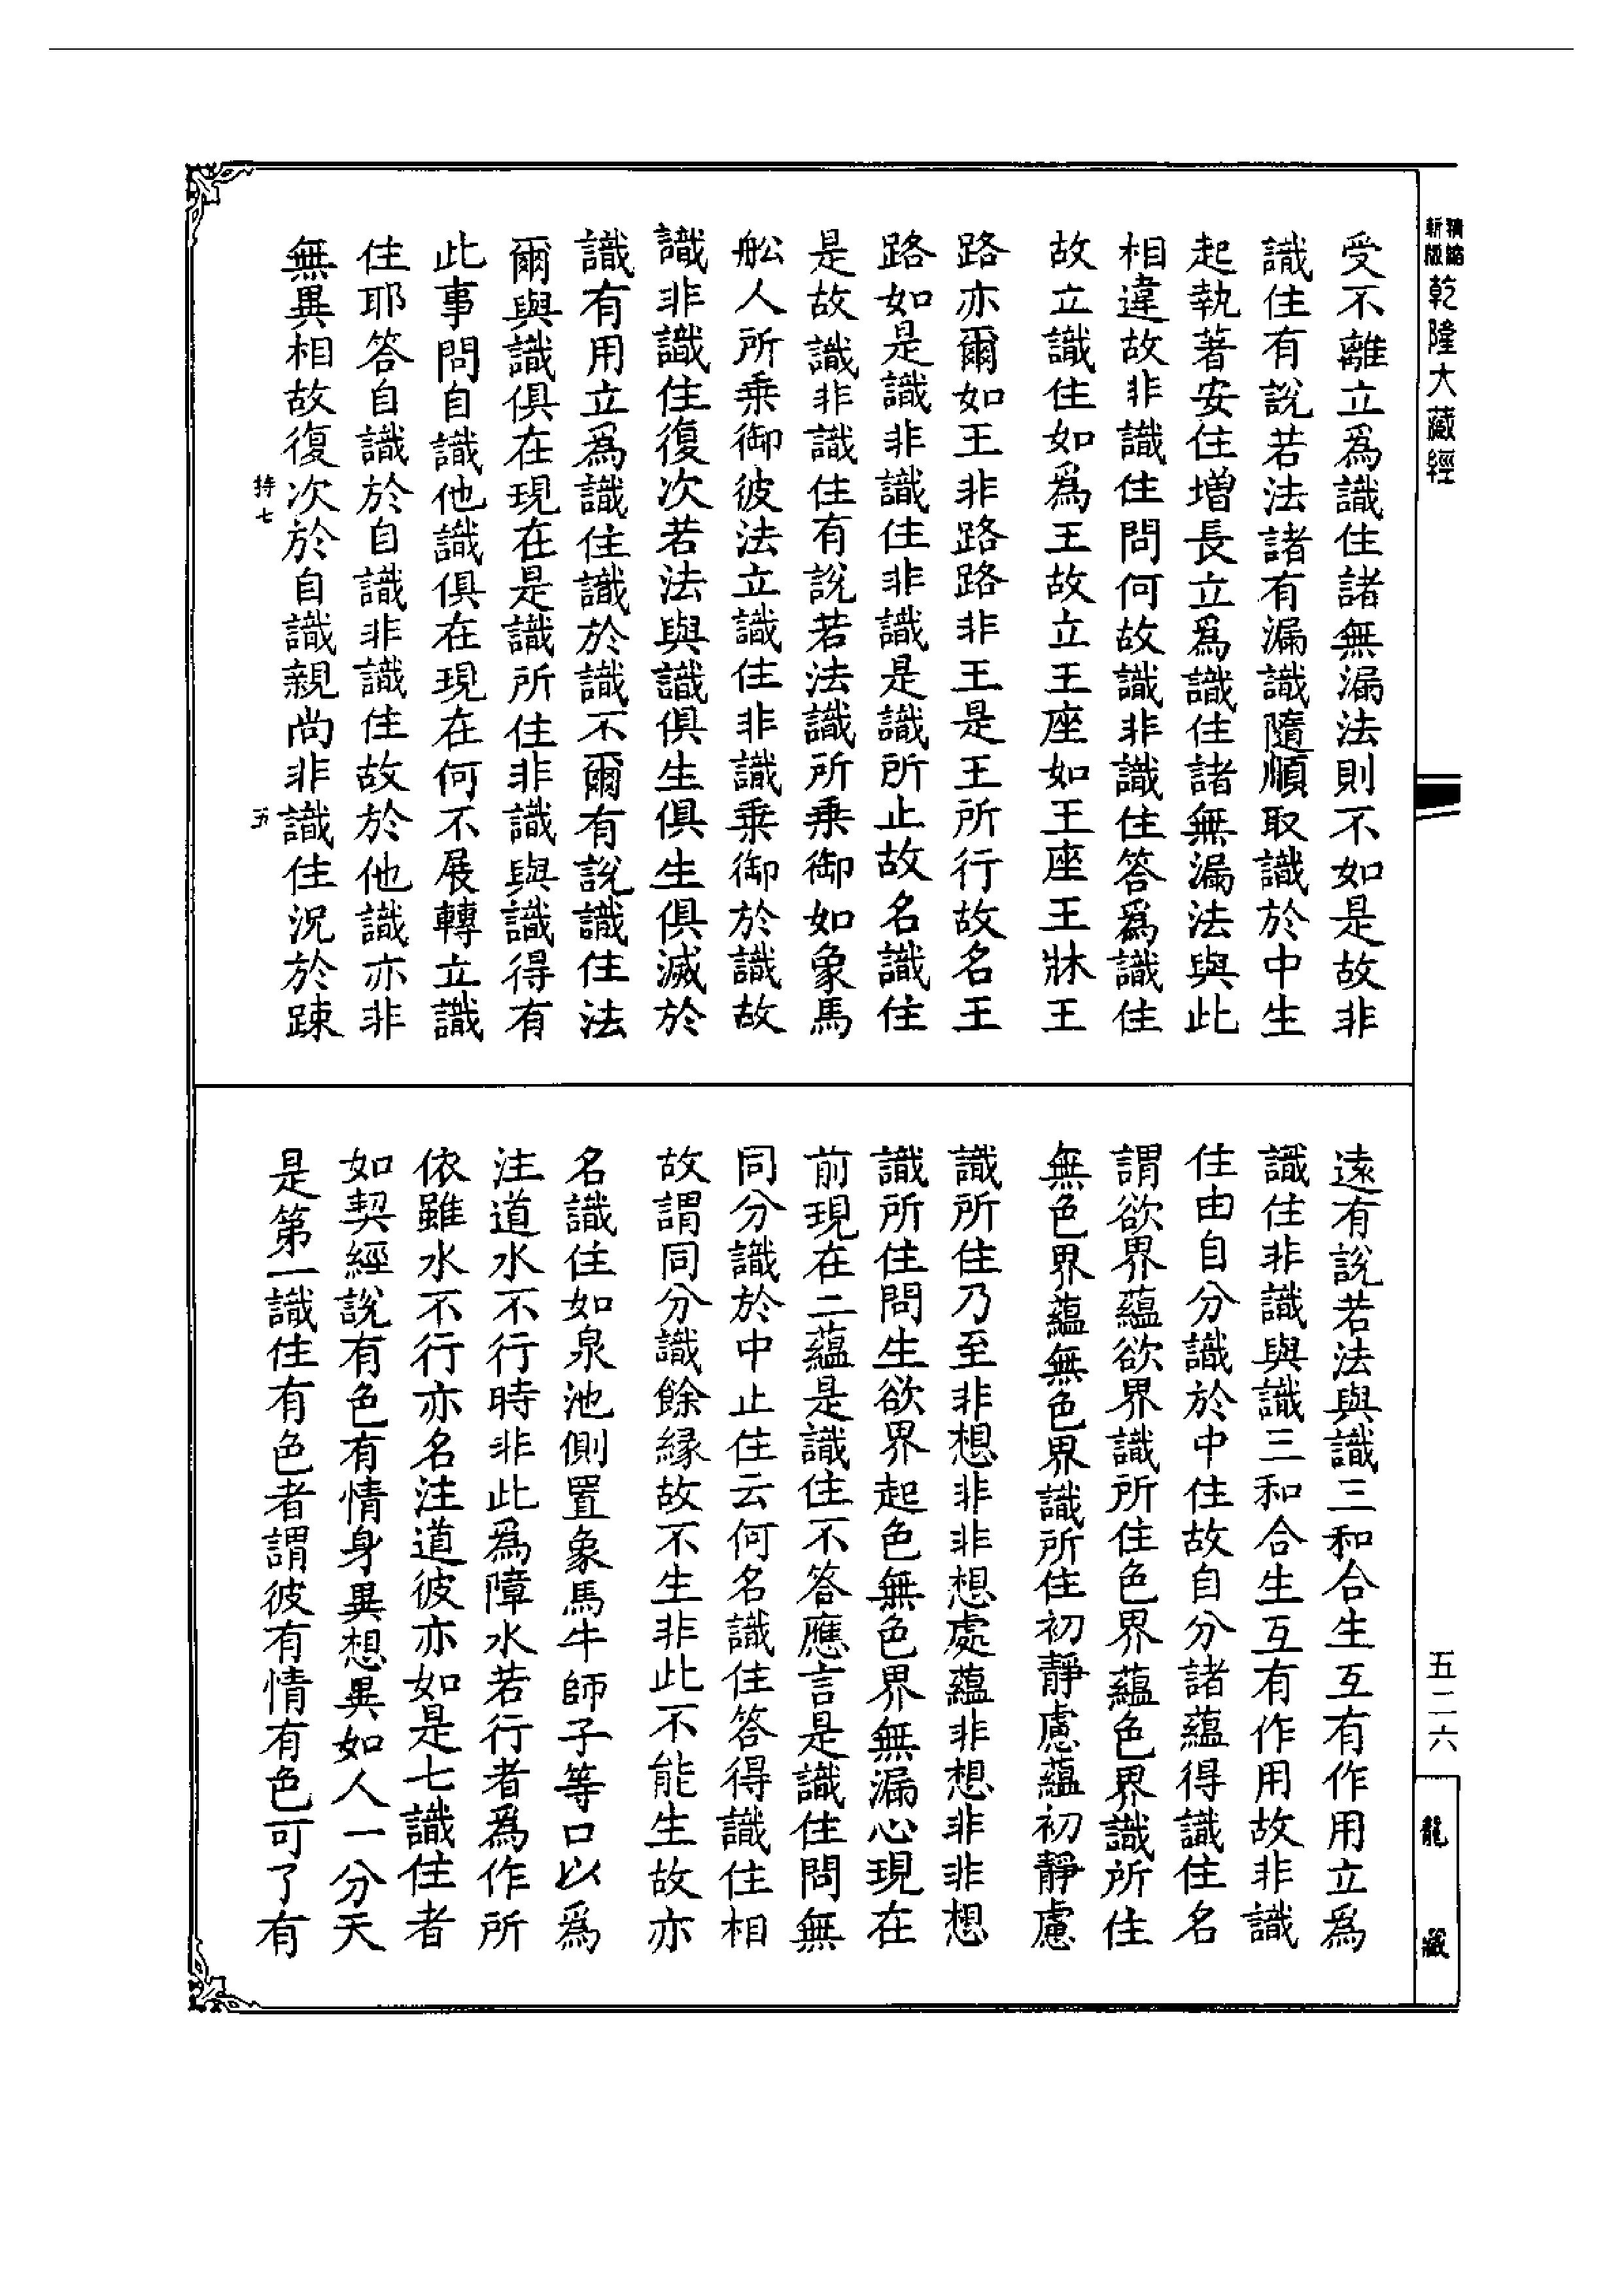 精縮
新版
乾隆大藏經
受不離立爲識住諸無漏法則不如是故非
識住有說若法諸有漏識隨順取識於中生
起執著安住增長立爲識住諸無漏法與此
相違故非識住問何故識非識住答爲識住
故立識住如爲王故立王座如王座王牀王
路亦爾如王非路路非王是王所行故名王
路如是識非識住非識是識所止故名識住
是故識非識住有說若法識所乗御如象馬
舩人所乗御彼法立識住非識乗御於識故
識非識住復次若法與識俱生俱生俱滅於
識有用立爲識住識於識不爾有說識住法
爾與識俱在現在是識所住非識與識得有
此事問自識他識俱在現在何不展轉立識
住耶答自識於自識非識住故於他識亦非
無異相故復次於自識親尚非識住況於踈
持七
五
遠有說若法與識三和合生互有作用立爲
識住非識與識三和合生互有作用故非識
住由自分識於中住故自分諸蘊得識住名
謂欲界蘊欲界識所住色界蘊色界識所住
無色界蘊無色界識所住初靜慮蘊初靜慮
識所住乃至非想非非想處蘊非想非非想
識所住問生欲界起色無色界無漏心現在
前現在二蘊是識住不答應言是識住問無
同分識於中止住云何名識住答得識住相
故謂同分識餘緣故不生非此不能生故亦
名識住如泉池側置象馬牛師子等口以爲
注道水不行時非此爲障水若行者爲作所
依雖水不行亦名注道彼亦如是七識住者
如契經說有色有情身異想異如人一分天
是第一識住有色者謂彼有情有色可了有
五二六
龍藏